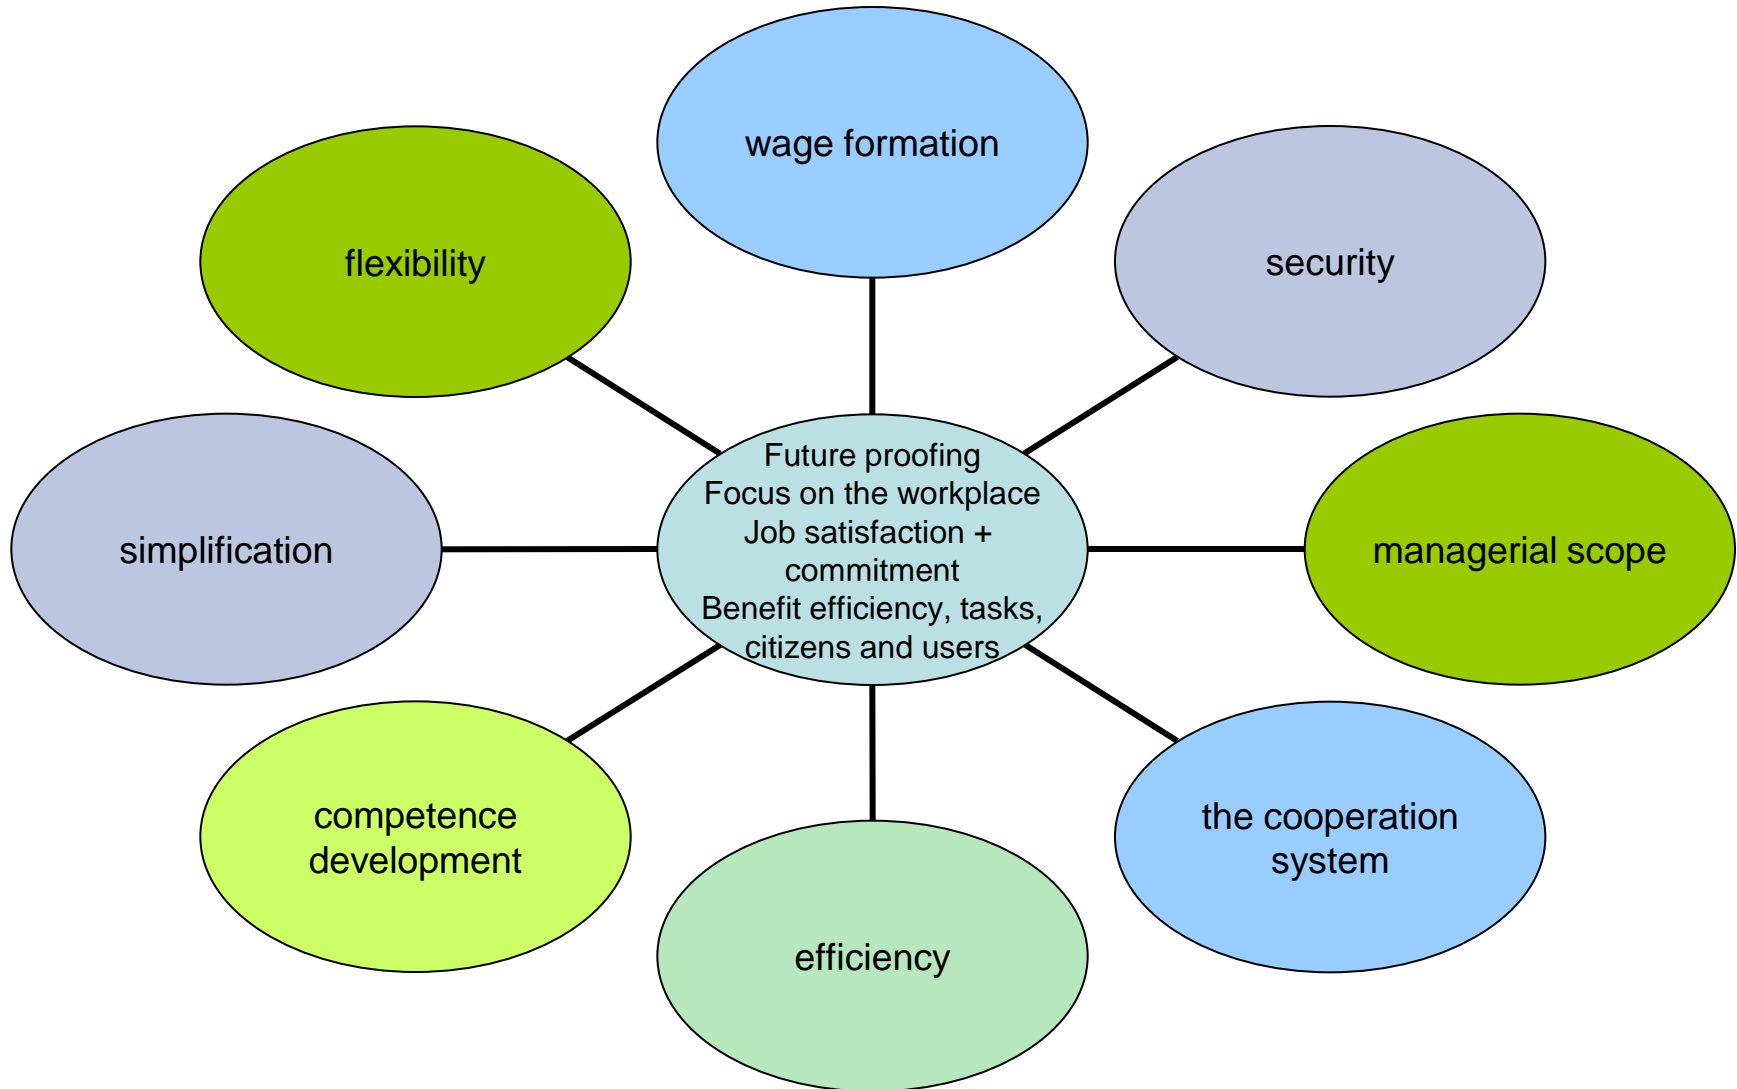 wage formation
flexibility
security
Future proofing
Focus on the workplace
Job satisfaction +
commitment
Benefit efficiency, tasks,
citizens and users
simplification
managerial scope
competence
development
the cooperation
system
efficiency